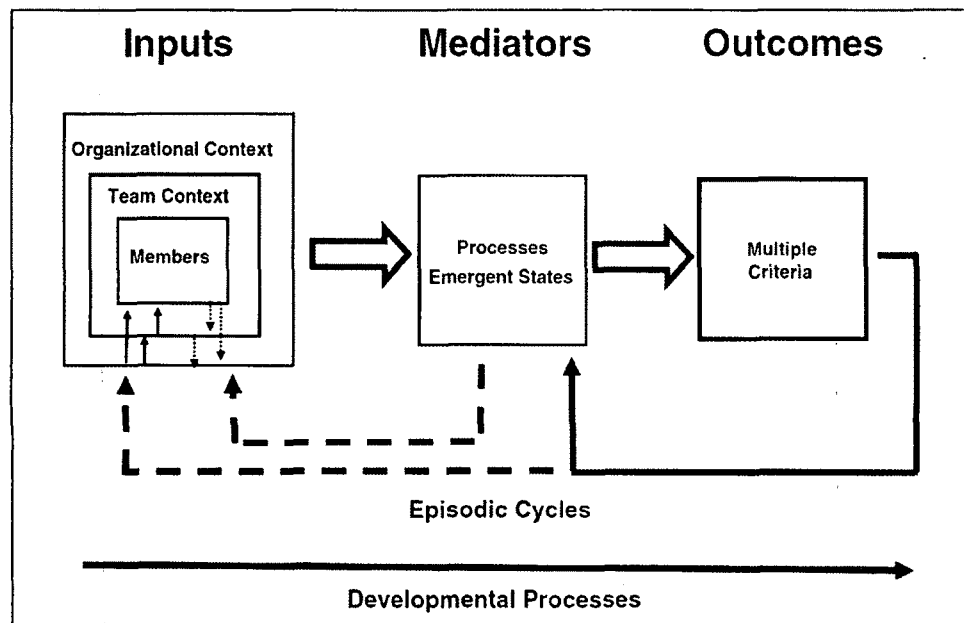 Inputs
Mediators
Outcomes
Organizational Context
Team Context
Members
Processes
Emergent States
Multiple
Criteria
Episodic Cycles
Developmental Processes